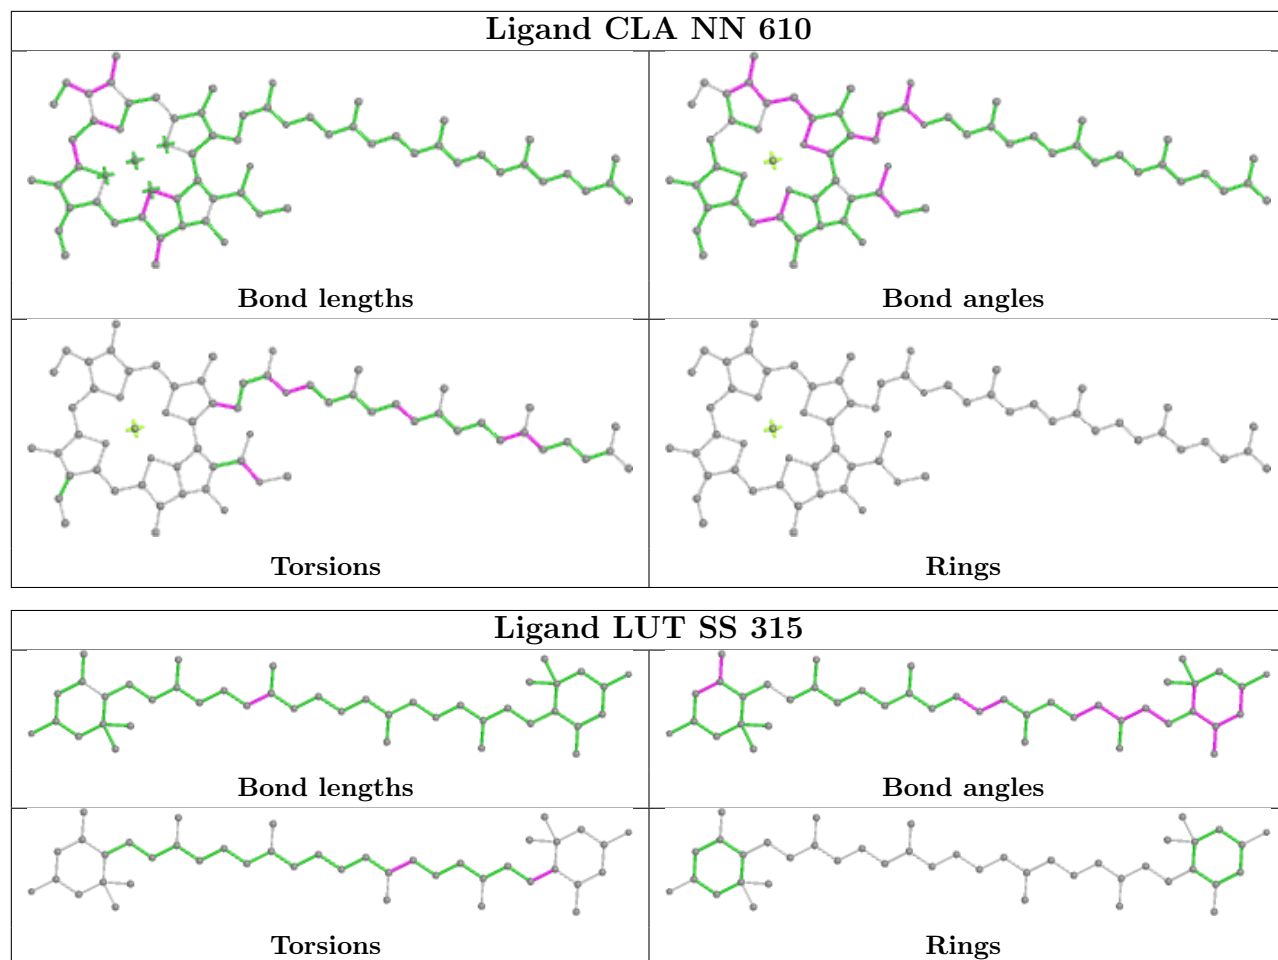 Ligand CLA NN 610
Bond lengths
Bond angles
Torsions
Rings
Ligand LUT SS 315
Bond lengths
Bond angles
Torsions
Rings